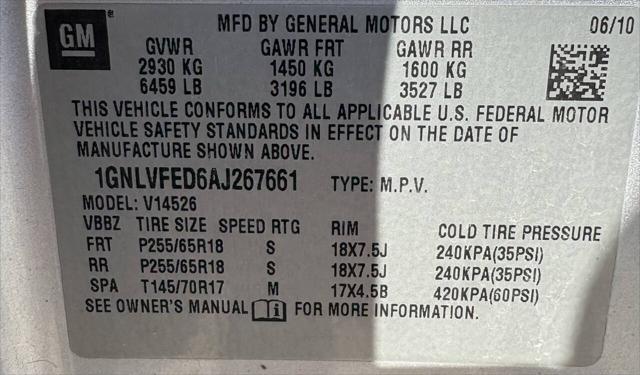 GM
MFD BY GENERAL MOTORS LLC 06/10
GVWR GAWR FRT GAWR RR
2930 KG 1450 KG 1600 KG
6459 LB 3196 LB 3527 LB
THIS VEHICLE CONFORMS TO ALL APPLICABLE U.S. FEDERAL MOTOR
VEHICLE SAFETY STANDARDS IN EFFECT ON THE DATE OF
MANUFACTURE SHOWN ABOVE.
1GNLVFED6AJ267661 TYPE: M.P.V.
MODEL: V14526
VBBZ TIRE SIZE SPEED RTG RIM COLD TIRE PRESSURE
FRT P255/65R18 S 18X7.5J 240KPA(35PSI)
RR P255/65R18 S 18X7.5J 240KPA(35PSI)
SPA T145/70R17 M 17X4.5B 420KPA(60PSI)
SEE OWNER'S MANUAL FOR MORE INFORMATION.